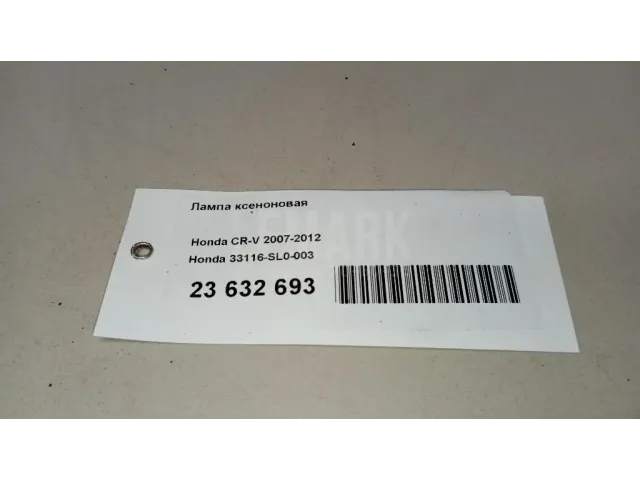 Лампа ксеноновая
Honda CR-V 2007-2012
Honda 33116-SL0-003
23 632 693